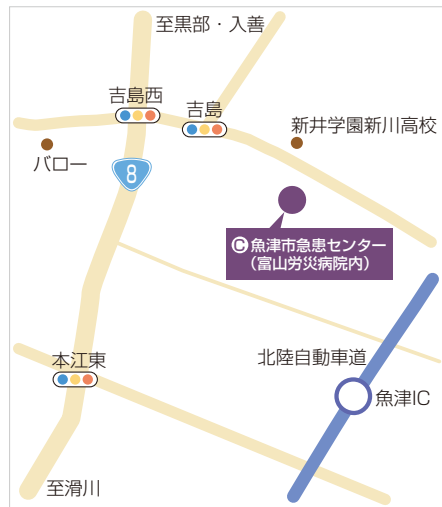 至黒部・入善
吉島西
吉島
新井学園新川高校
バロー
8
Ⓒ魚津市急患センター
（富山労災病院内）
北陸自動車道
本江東
魚津IC
至滑川